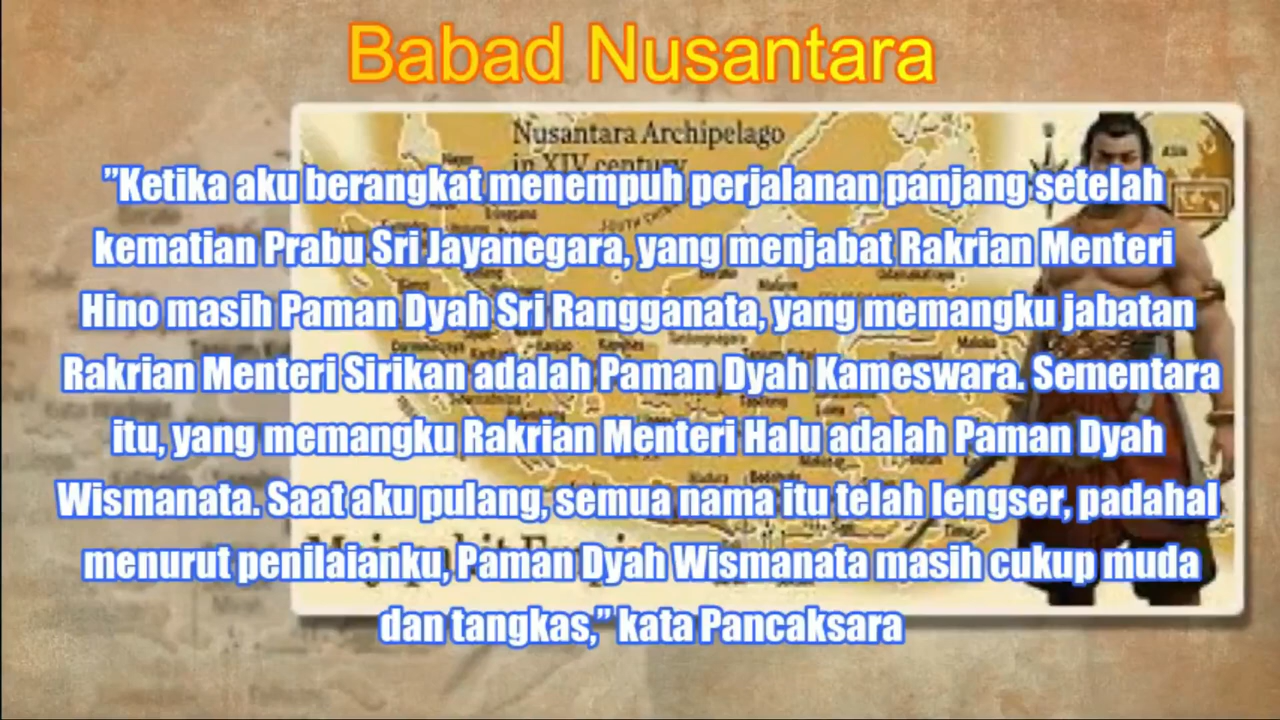 Babad Nusantara
Nusantara Archipelago
in XIV century
”Ketika aku berangkat menempuh perjalanan panjang setelah
kematian Prabu Sri Jayanegara, yang menjabat Rakrian Menteri
Hino masih Paman Dyah Sri Rangganata, yang memangku jabatan
Rakrian Menteri Sirikan adalah Paman Dyah Kameswara. Sementara
itu, yang memangku Rakrian Menteri Halu adalah Paman Dyah
Wismanata. Saat aku pulang, semua nama itu telah lengser, padahal
menurut penilaianku, Paman Dyah Wismanata masih cukup muda
dan tangkas,” kata Pancaksara